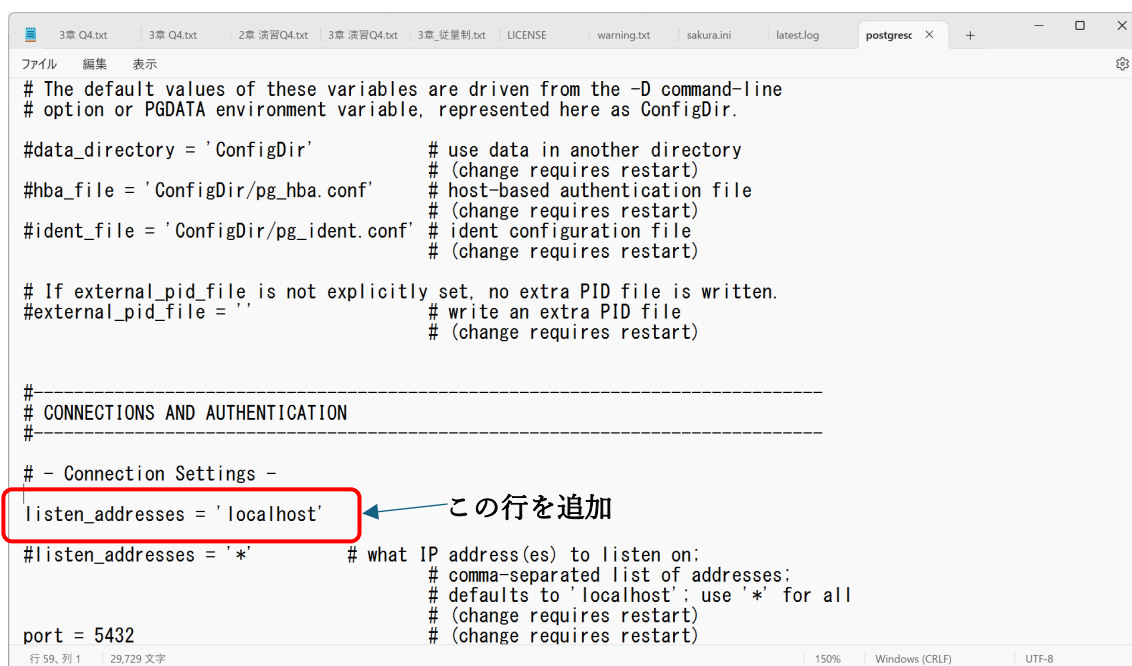 3章 Q4.txt 3章 Q4.txt 2章 演習Q4.txt 3章 演習Q4.txt 3章_従量制.txt LICENSE warning.txt sakura.ini latest.log postgresc
ファイル 編集 表示
# The default values of these variables are driven from the -D command-line
# option or PGDATA environment variable, represented here as ConfigDir.
#data_directory = 'ConfigDir' # use data in another directory
# (change requires restart)
#hba_file = 'ConfigDir/pg_hba.conf' # host-based authentication file
# (change requires restart)
#ident_file = 'ConfigDir/pg_ident.conf' # ident configuration file
# (change requires restart)
# If external_pid_file is not explicitly set, no extra PID file is written.
#external_pid_file = '' # write an extra PID file
# (change requires restart)
#------------------------------------------------------------------------------
# CONNECTIONS AND AUTHENTICATION
#------------------------------------------------------------------------------
# - Connection Settings -
listen_addresses = 'localhost' この行を追加
#listen_addresses = '*' # what IP address(es) to listen on;
# comma-separated list of addresses;
# defaults to 'localhost'; use '*' for all
# (change requires restart)
port = 5432 # (change requires restart)
行 59、列 1 29,729 文字 150% Windows (CRLF) UTF-8